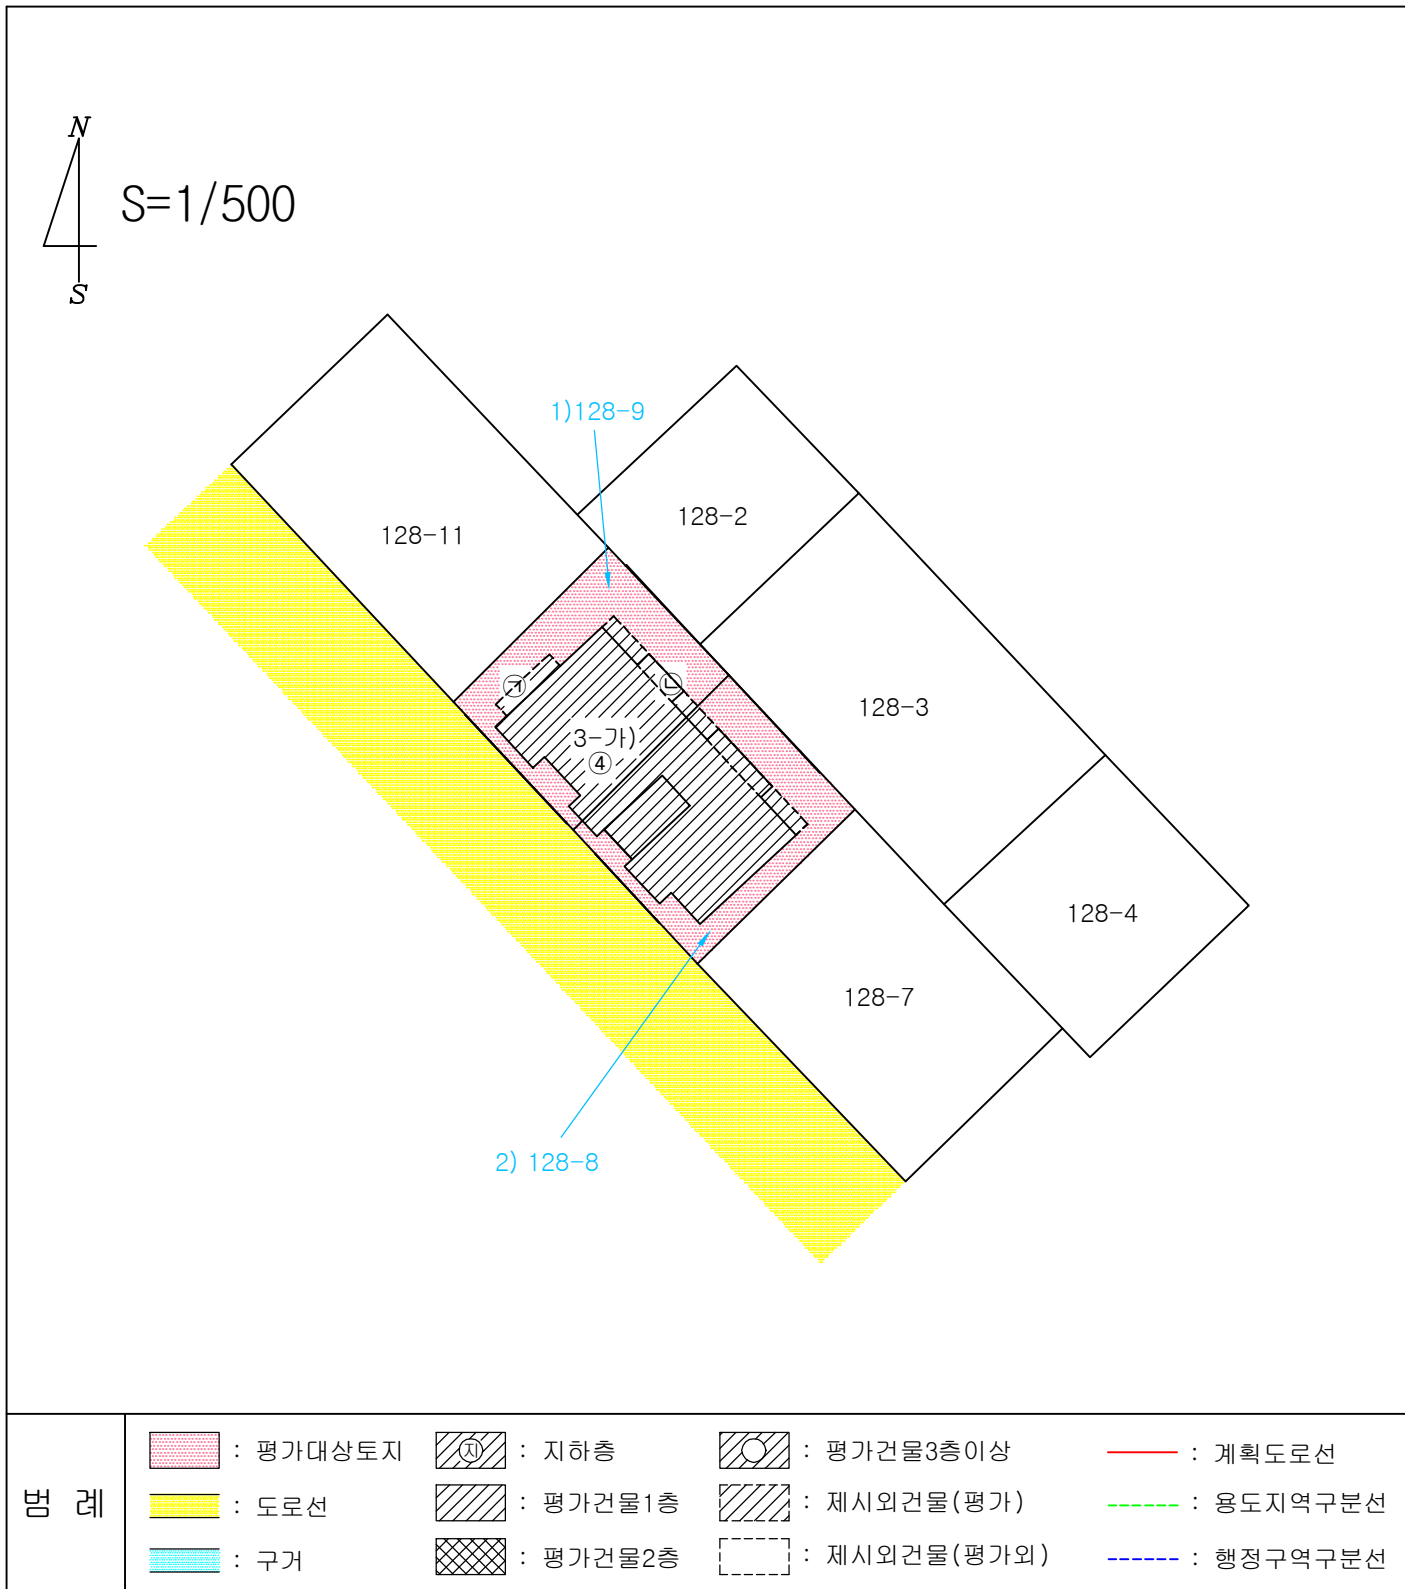 N
S=1/500
S
1)128-9
128-2
128-11
㉠
㉡
128-3
3-가)
④
128-4
128-7
2) 128-8
범 례
: 평가대상토지
㉨ : 지하층
: 평가건물3층이상
: 계획도로선
: 도로선
: 평가건물1층
: 제시외건물(평가)
: 용도지역구분선
: 구거
: 평가건물2층
: 제시외건물(평가외)
: 행정구역구분선